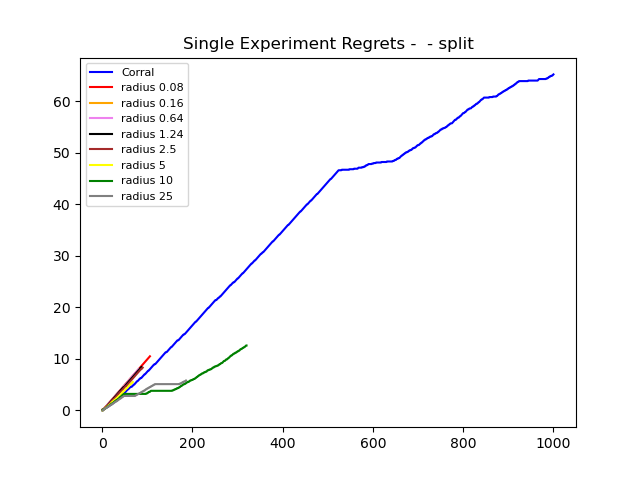 Single Experiment Regrets -  - split
Corral
radius 0.08
radius 0.16
radius 0.64
radius 1.24
radius 2.5
radius 5
radius 10
radius 25
60
50
40
30
20
10
0
0 200 400 600 800 1000